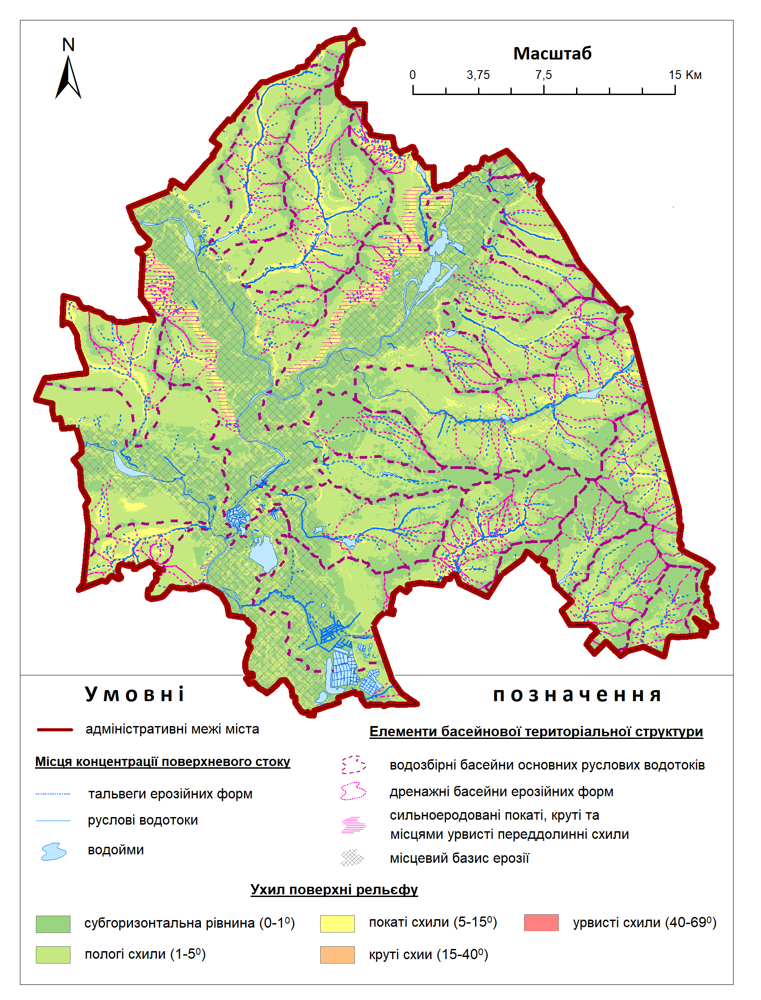 N
Масштаб
0 3,75 7,5 15 Км
Умовні позначення
адміністративні межі міста
Місця концентрації поверхневого стоку
тальвеги ерозійних форм
руслові водотоки
водойми
Елементи басейнової територіальної структури
водозбірні басейни основних руслових водотоків
дренажні басейни ерозійних форм
сильноеродовані покаті, круті та
місцями урвисті переддолинні схили
місцевий базис ерозії
Ухил поверхні рельєфу
субгоризонтальна рівнина (0-1⁰)
пологі схили (1-5⁰)
покаті схили (5-15⁰)
круті схии (15-40⁰)
урвисті схили (40-69⁰)